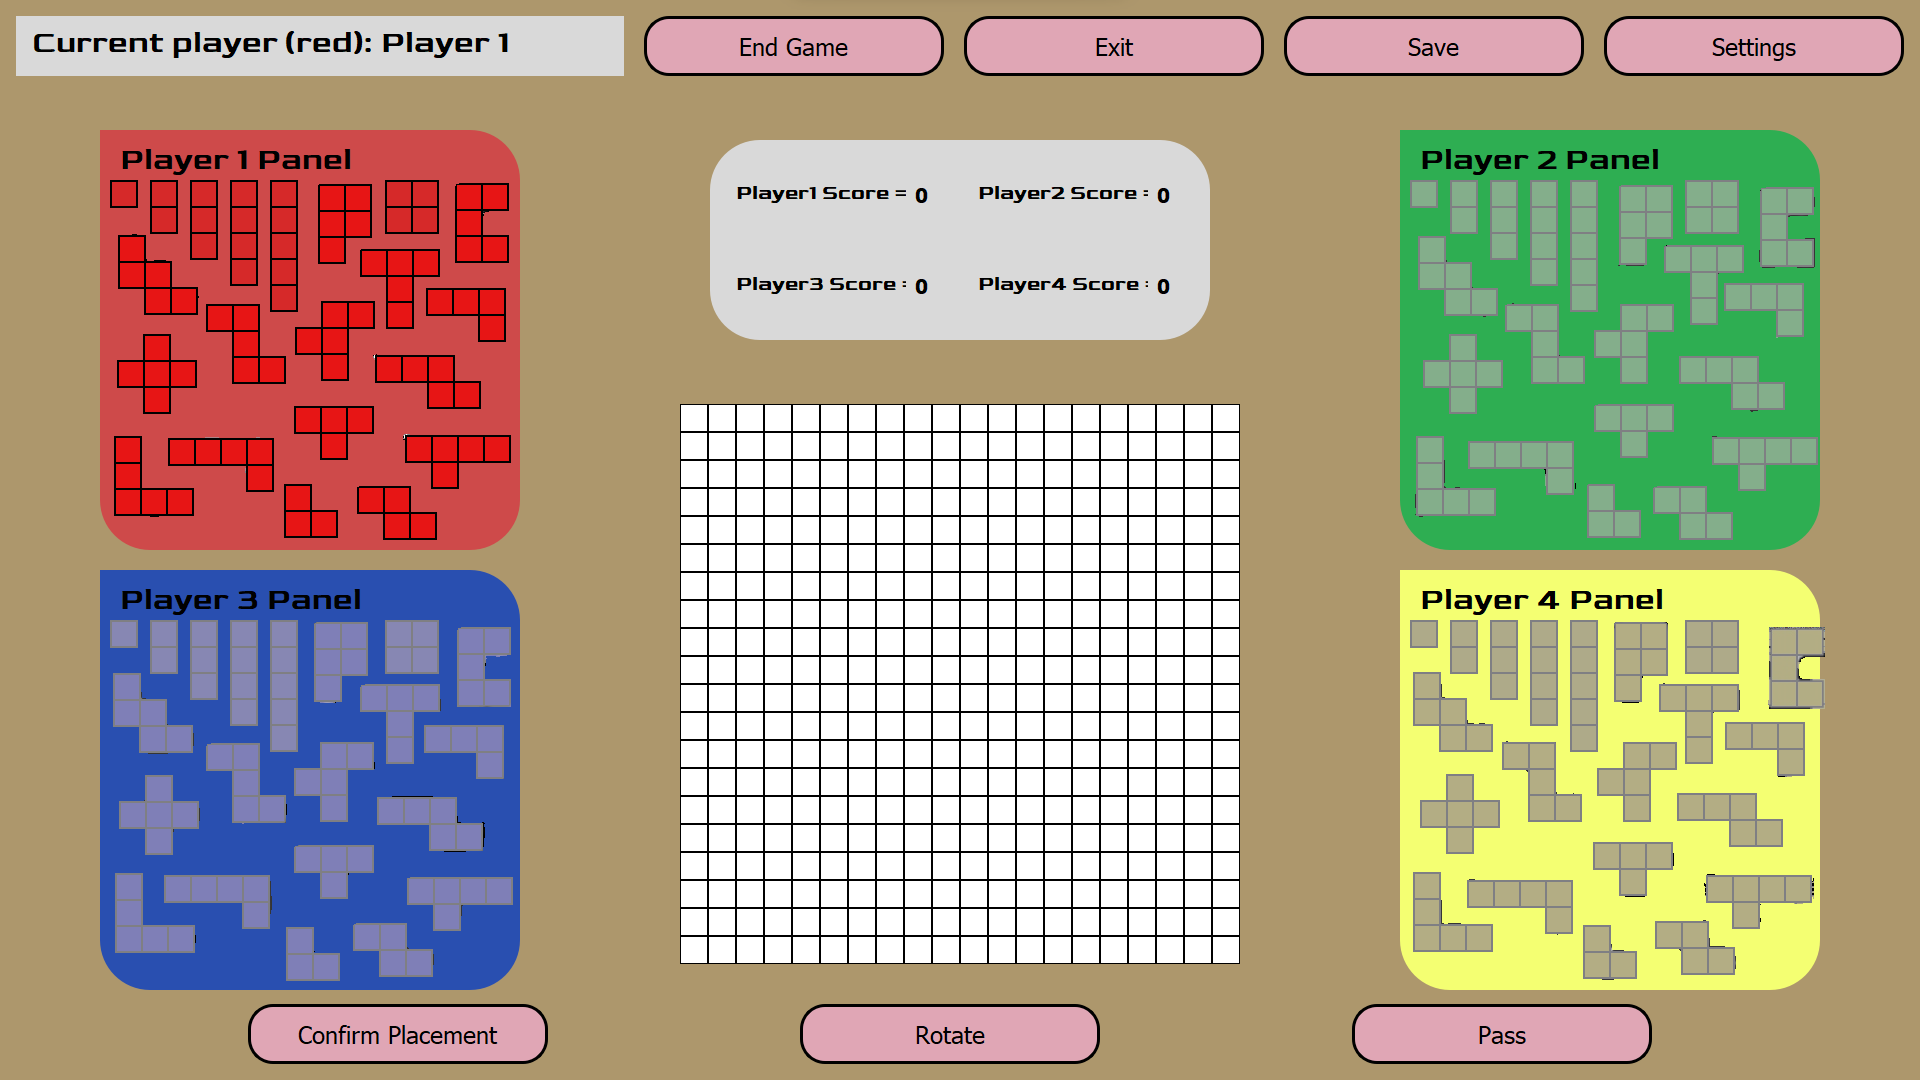 Current player (red): Player 1
End Game
Exit
Save
Settings
Player 1 Panel
Player1 Score = 0
Player2 Score : 0
Player3 Score : 0
Player4 Score : 0
Player 2 Panel
Player 3 Panel
Player 4 Panel
Confirm Placement
Rotate
Pass